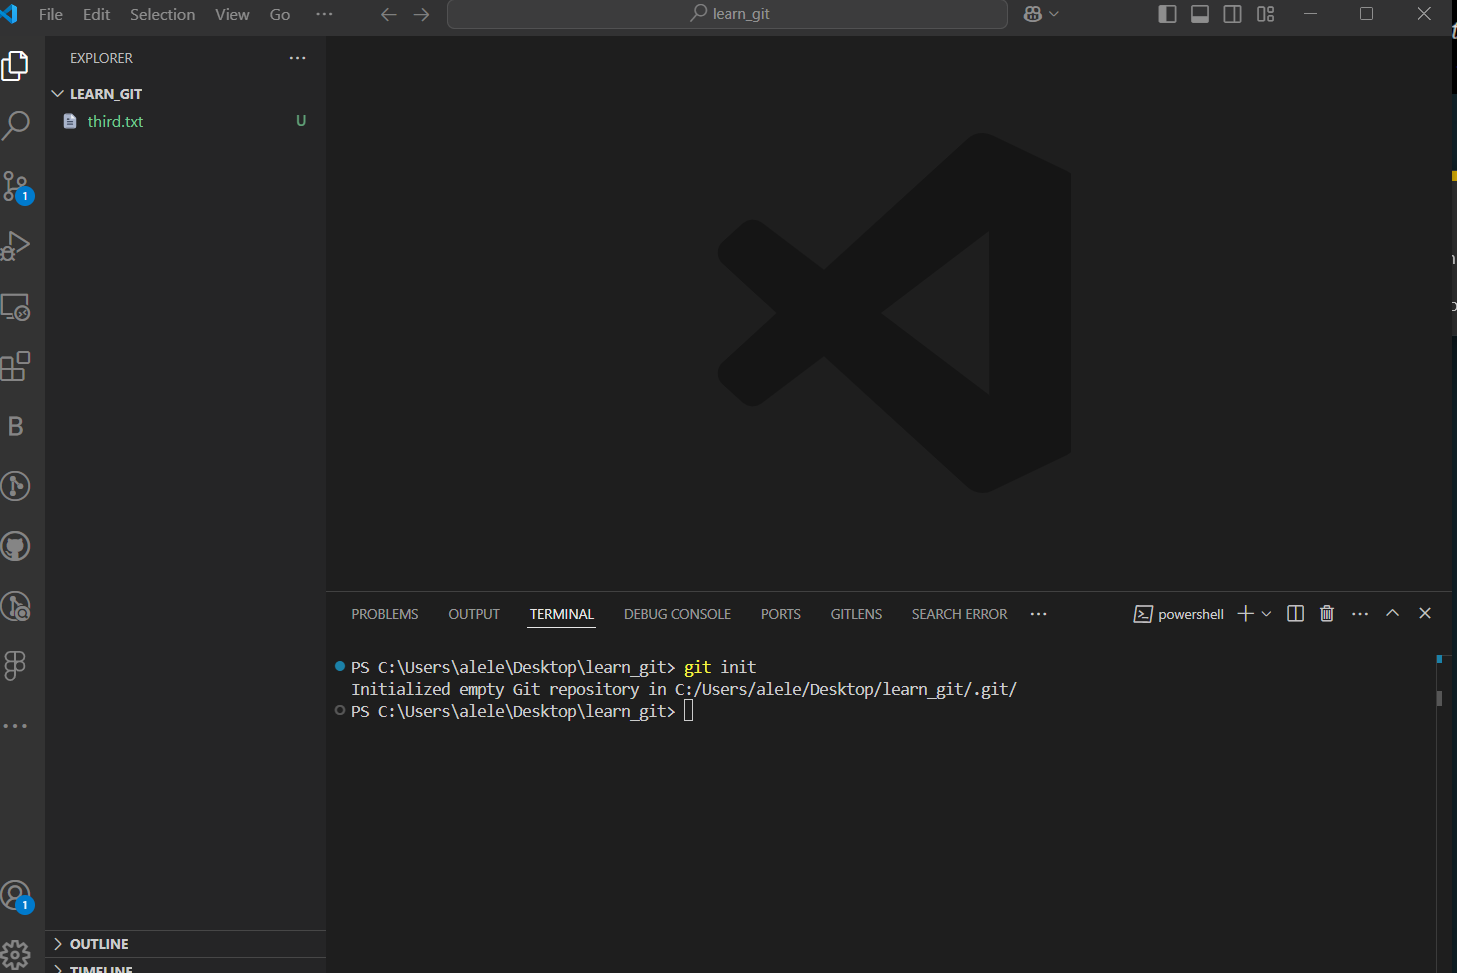 File Edit Selection View Go ··· learn_git
EXPLORER ···
LEARN_GIT
third.txt U
1
B
1
OUTLINE
TIMELINE
PROBLEMS OUTPUT TERMINAL DEBUG CONSOLE PORTS GITLENS SEARCH ERROR ··· powershell ···
PS C:\Users\alele\Desktop\learn_git> git init
Initialized empty Git repository in C:/Users/alele/Desktop/learn_git/.git/
PS C:\Users\alele\Desktop\learn_git>